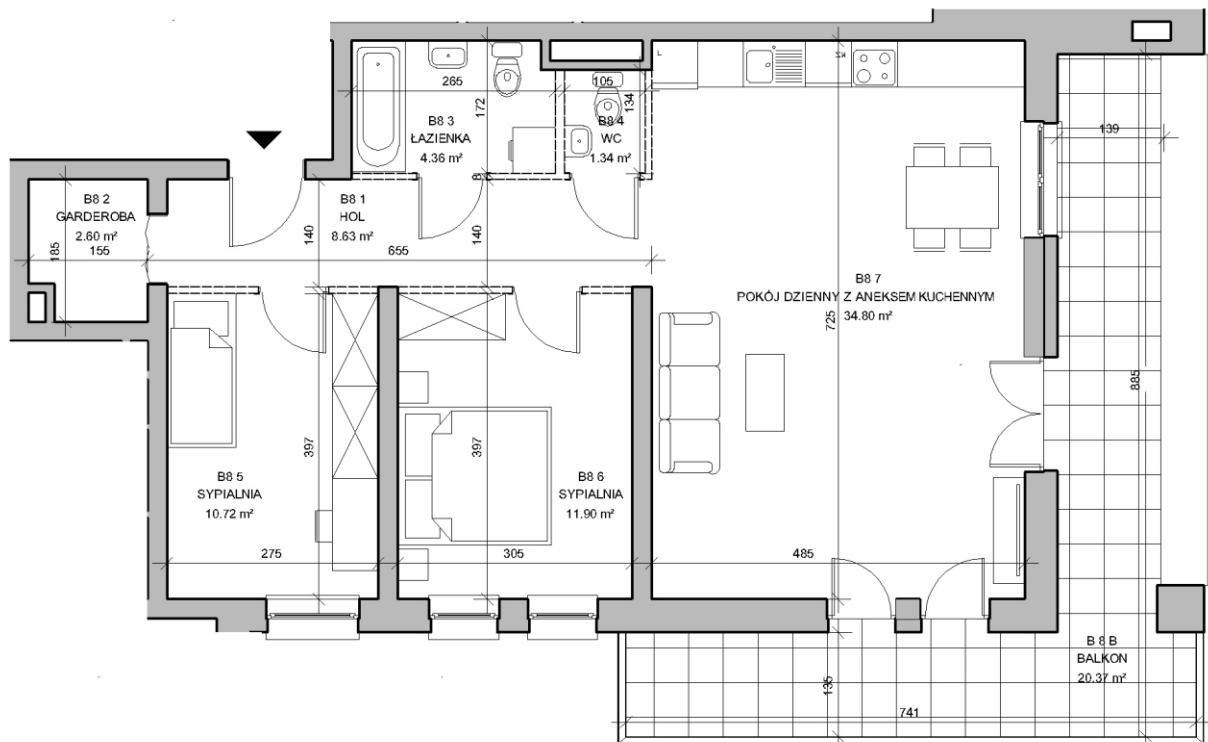 265
172
B8 3
ŁAZIENKA
4.36 m²
105
134
B8 4
WC
1.34 m²
L
139
B8 2
GARDEROBA
2.60 m²
185
155
B8 1
HOL
8.63 m²
140
8
140
655
B8 7
POKÓJ DZIENNY Z ANEKSEM KUCHENNYM
34.80 m²
725
885
397
B8 5
SYPIALNIA
10.72 m²
397
B8 6
SYPIALNIA
11.90 m²
275
305
485
B 8 B
BALKON
20.37 m²
135
741